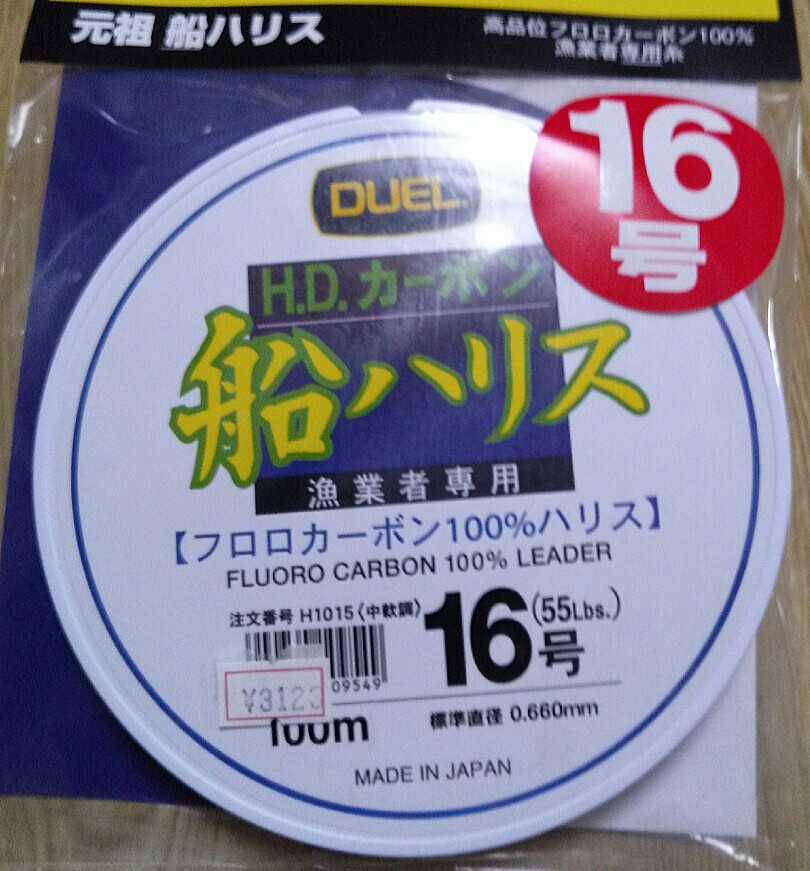 元祖 船ハリス
高品位フロロカーボン100%
漁業者専用糸
16
号
DUEL
H.D.カーボン
船ハリス
漁業者専用
【フロロカーボン100%ハリス】
FLUORO CARBON 100% LEADER
注文番号 H1015〈中軟調〉
16号
(55Lbs.)
09549
¥3123
100m
標準直径 0.660mm
MADE IN JAPAN